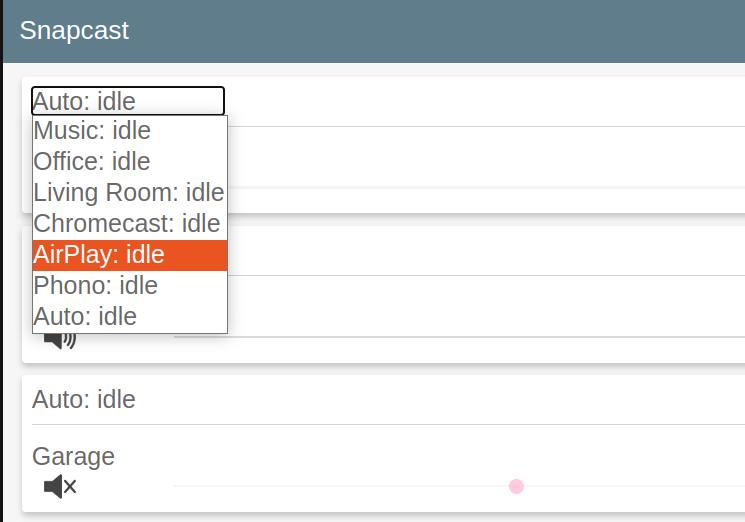 Snapcast
Auto: idle
Music: idle
Office: idle
Living Room: idle
Chromecast: idle
AirPlay: idle
Phono: idle
Auto: idle
Auto: idle
Garage